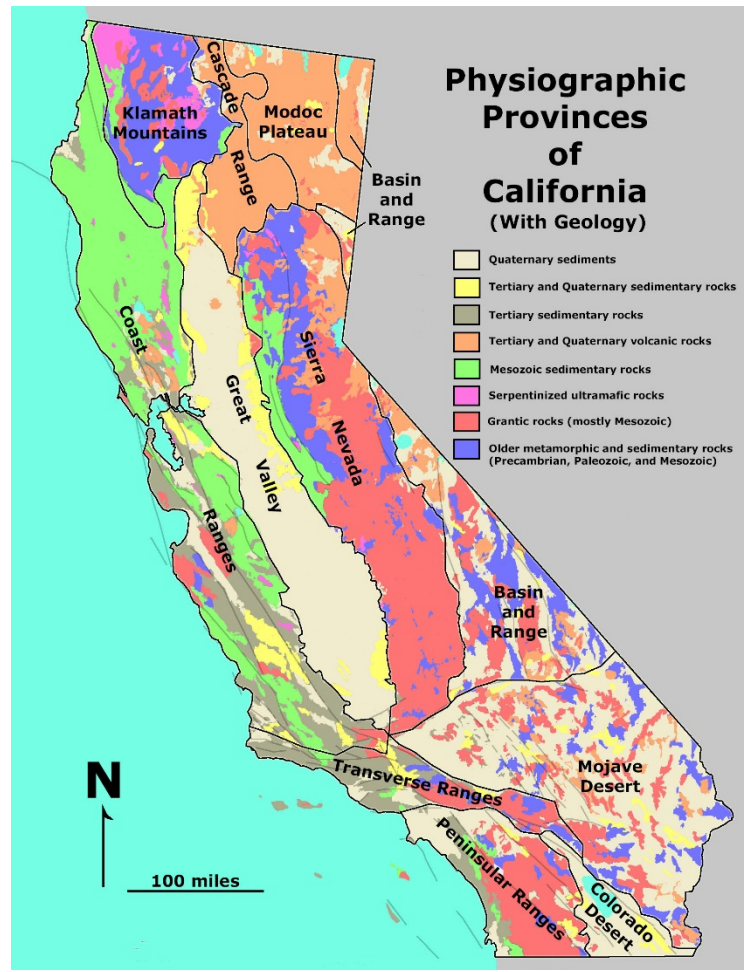 Physiographic
Provinces
of
California
(With Geology)
Quaternary sediments
Tertiary and Quaternary sedimentary rocks
Tertiary sedimentary rocks
Tertiary and Quaternary volcanic rocks
Mesozoic sedimentary rocks
Serpentinized ultramafic rocks
Grantic rocks (mostly Mesozoic)
Older metamorphic and sedimentary rocks
(Precambrian, Paleozoic, and Mesozoic)
Klamath
Mountains
Cascade
Range
Modoc
Plateau
Basin
and
Range
Coast
Ranges
Great
Valley
Sierra
Nevada
Basin
and
Range
Mojave
Desert
Transverse Ranges
Peninsular Ranges
Colorado
Desert
N
100 miles